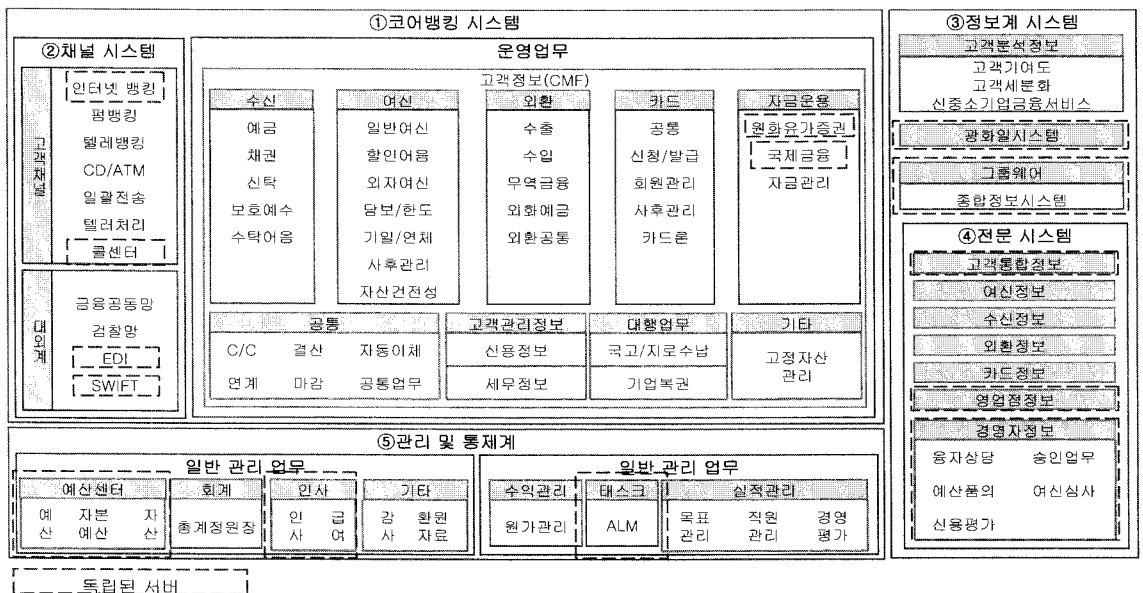 ①코어뱅킹 시스템
②채널 시스템
고객채널
인터넷 뱅킹
펌뱅킹
텔레뱅킹
CD/ATM
일괄전송
텔러처리
콜센터
대외계
금융공동망
검찰망
EDI
SWIFT
운영업무
고객정보(CMF)
수신
예금
채권
신탁
보호예수
수탁어음
여신
일반여신
할인어음
외자여신
담보/한도
기일/연체
사후관리
자산건전성
외환
수출
수입
무역금융
외화예금
외환공통
카드
공통
신청/발급
회원관리
사후관리
카드론
자금운용
원화유가증권
국제금융
자금관리
공통
C/C 결산 자동이체
연계 마감 공통업무
고객관리정보
신용정보
세무정보
대행업무
국고/지로수납
기업복권
기타
고정자산
관리
③정보계 시스템
고객분석정보
고객기여도
고객세분화
신중소기업금융서비스
광화일시스템
그룹웨어
종합정보시스템
④전문 시스템
고객통합정보
여신정보
수신정보
외환정보
카드정보
영업점정보
경영자정보
융자상담 승인업무
예산품의 여신심사
신용평가
⑤관리 및 통제계
일반 관리 업무
예산센터
예 자본 자
산 예산 산
회계
총계정원장
인사
인 급
사 여
기타
감 환원
사 자료
일반 관리 업무
수익관리
원가관리
태스크
ALM
실적관리
목표 직원 경영
관리 관리 평가
독립된 서버